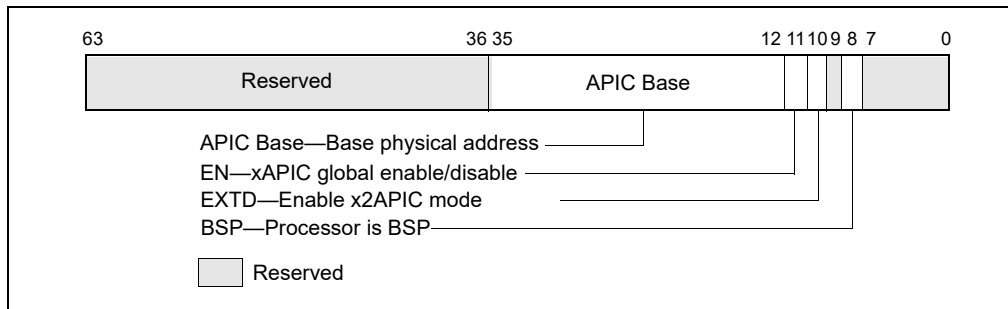 63 36 35 12 11 10 9 8 7 0
Reserved APIC Base
APIC Base—Base physical address
EN—xAPIC global enable/disable
EXTD—Enable x2APIC mode
BSP—Processor is BSP
Reserved